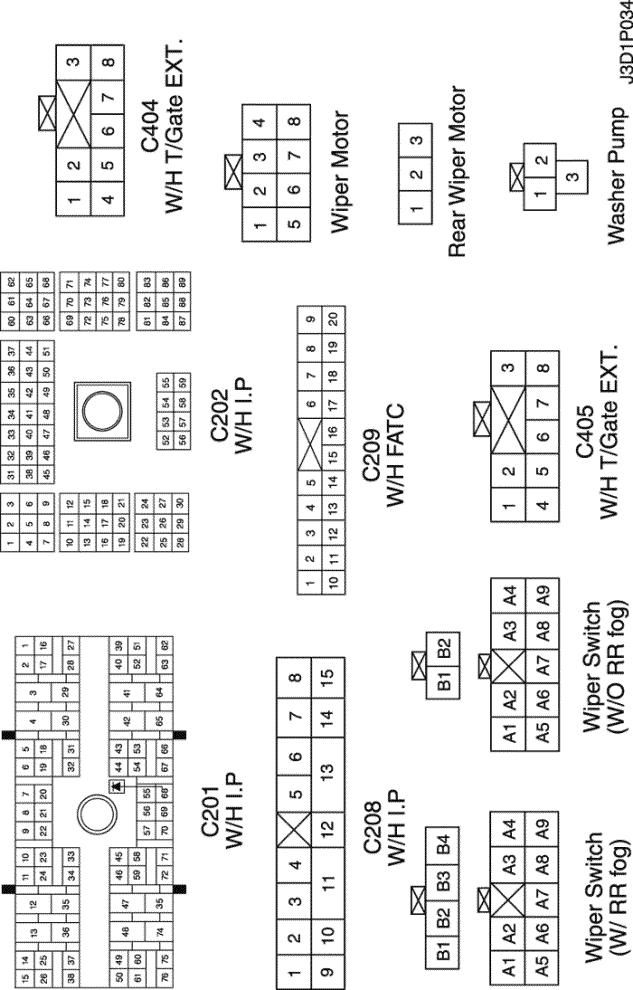 15 14 13 12 11 10 9 8 7 6 5 4 3 2 1
26 25 24 23 22 21 20 19 18 17 16
38 37 36 35 34 33 32 31 30 29 28 27
50 49 48 47 46 45 44 43 42 41 40 39
61 60 59 58 57 56 55 54 53 52 51
76 75 74 35 72 71 70 69 68 67 66 65 64 63 62
C201
W/H I.P
1 2 3
4 5 6
7 8 9
10 11 12
13 14 15
16 17 18
19 20 21
22 23 24
25 26 27
28 29 30
31 32 33 34 35 36 37
38 39 40 41 42 43 44
45 46 47 48 49 50 51
52 53 54 55
56 57 58 59
60 61 62
63 64 65
66 67 68
69 70 71
72 73 74
75 76 77
78 79 80
81 82 83
84 85 86
87 88 89
C202
W/H I.P
1 2 3
4 5 6 7 8
C404
W/H T/Gate EXT.
1 2 3 4 5 6 7 8
9 10 11 12 13 14 15
C208
W/H I.P
1 2 3 4 5 6 7 8 9
10 11 12 13 14 15 16 17 18 19 20
C209
W/H FATC
1 2 3 4
5 6 7 8
Wiper Motor
1 2 3
Rear Wiper Motor
B1 B2 B3 B4
A1 A2 A3 A4
A5 A6 A7 A8 A9
Wiper Switch
(W/ RR fog)
B1 B2
A1 A2 A3 A4
A5 A6 A7 A8 A9
Wiper Switch
(W/O RR fog)
1 2 3
4 5 6 7 8
C405
W/H T/Gate EXT.
1 2
3
Washer Pump
J3D1P034